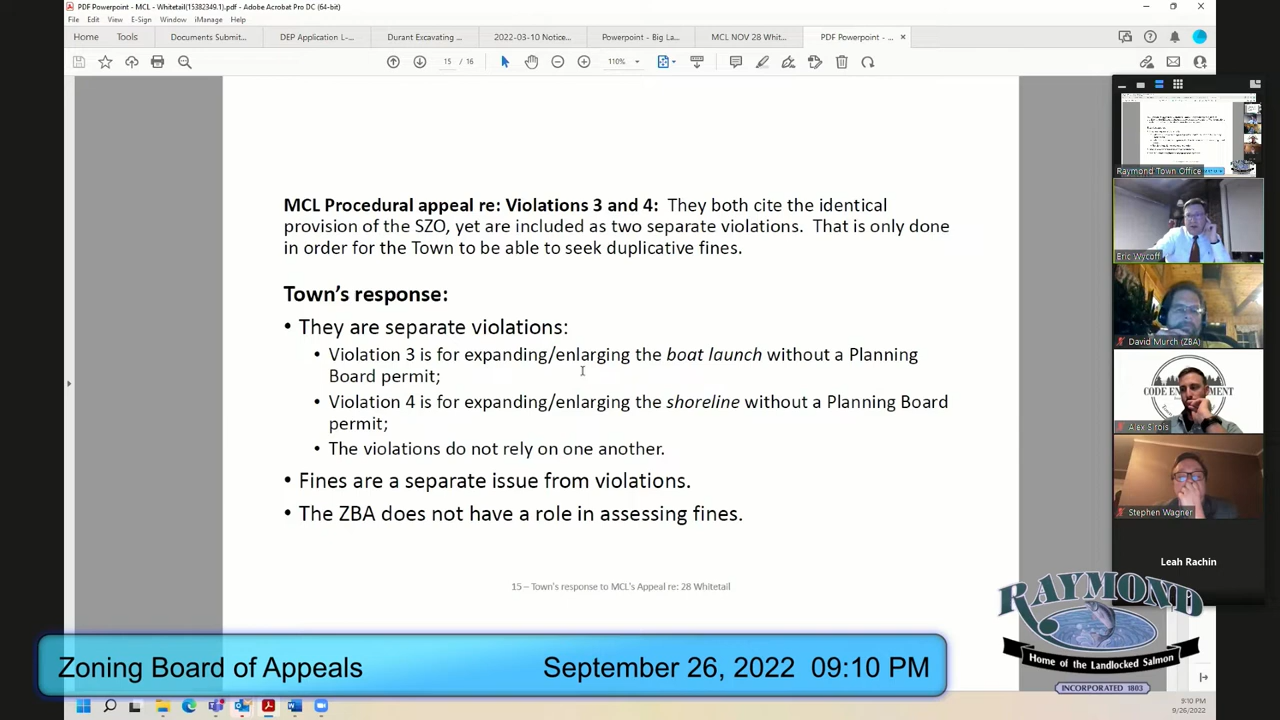 PDF Powerpoint - MCL - Whitetail(15382349.1).pdf - Adobe Acrobat Pro DC (64-bit)
File Edit View E-Sign Window iManage Help
Home Tools Documents Submit... DEP Application L-... Durant Excavating ... 2022-03-10 Notice... Powerpoint - Big La... MCL NOV 28 Whit... PDF Powerpoint - ...
15 / 16 110%
MCL Procedural appeal re: Violations 3 and 4: They both cite the identical
provision of the SZO, yet are included as two separate violations. That is only done
in order for the Town to be able to seek duplicative fines.
Town's response:
• They are separate violations:
• Violation 3 is for expanding/enlarging the boat launch without a Planning
Board permit;
• Violation 4 is for expanding/enlarging the shoreline without a Planning Board
permit;
• The violations do not rely on one another.
• Fines are a separate issue from violations.
• The ZBA does not have a role in assessing fines.
15 – Town's response to MCL's Appeal re: 28 Whitetail
Raymond Town Office
Eric Wycoff
David Murch (ZBA)
CODE ENFORCEMENT
Alex Sirois
Stephen Wagner
Leah Rachin
RAYMOND
Home of the Landlocked Salmon
INCORPORATED 1803
Zoning Board of Appeals September 26, 2022 09:10 PM
9:10 PM
9/26/2022